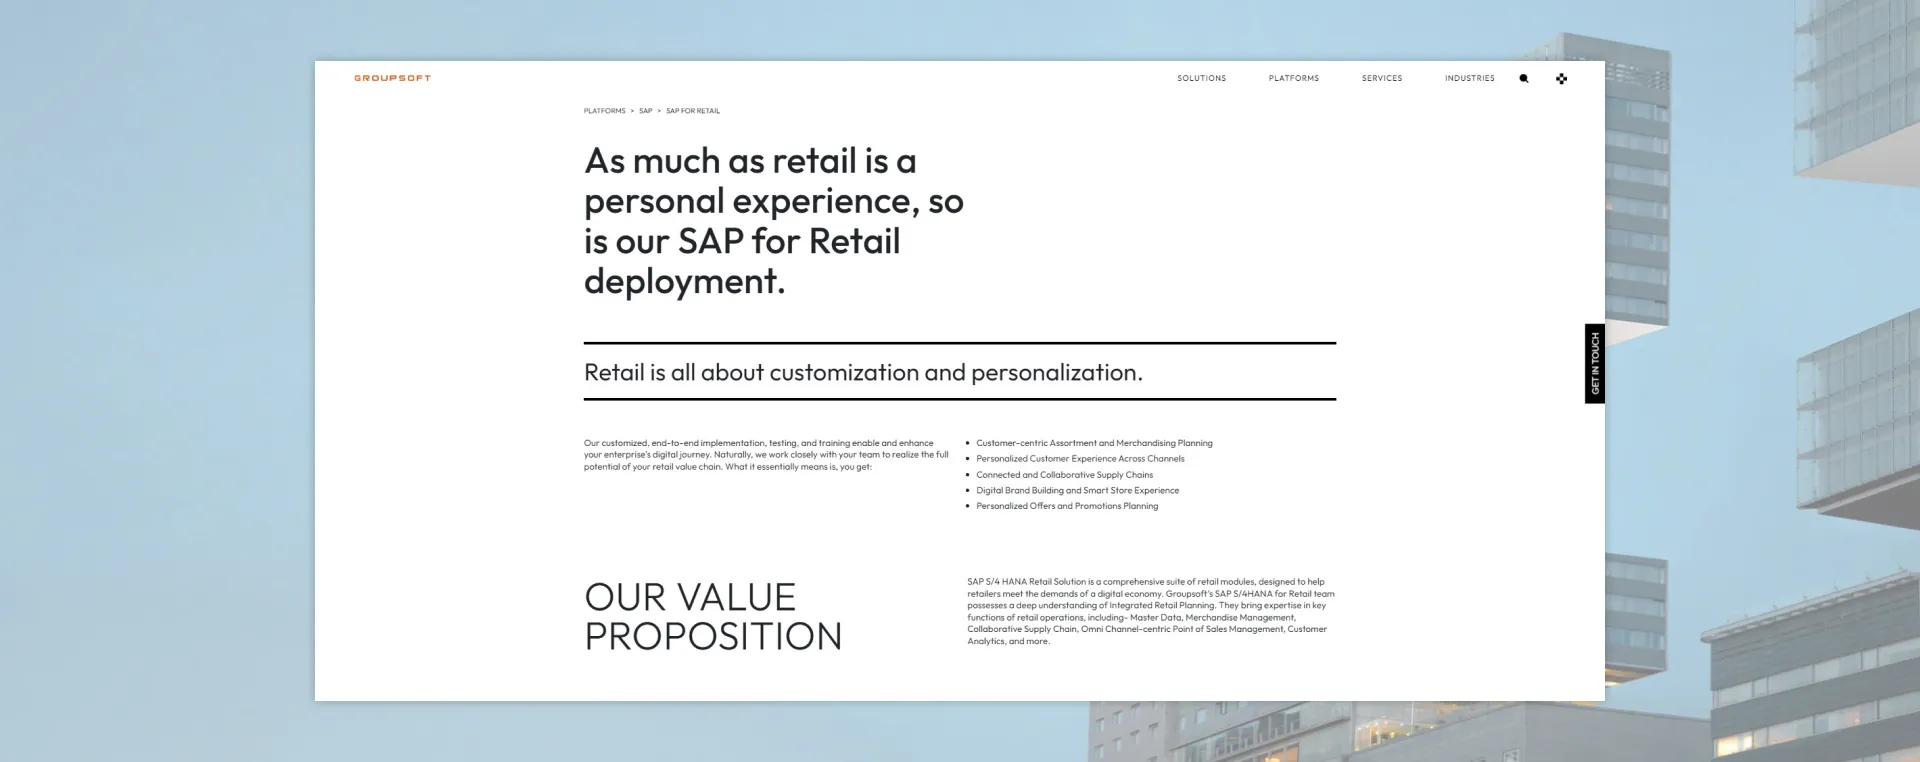 GROUPSOFT
SOLUTIONS PLATFORMS SERVICES INDUSTRIES
PLATFORMS > SAP > SAP FOR RETAIL
As much as retail is a
personal experience, so
is our SAP for Retail
deployment.
GET IN TOUCH
Retail is all about customization and personalization.
Our customized, end-to-end implementation, testing, and training enable and enhance
your enterprise's digital journey. Naturally, we work closely with your team to realize the full
potential of your retail value chain. What it essentially means is, you get:
• Customer-centric Assortment and Merchandising Planning
• Personalized Customer Experience Across Channels
• Connected and Collaborative Supply Chains
• Digital Brand Building and Smart Store Experience
• Personalized Offers and Promotions Planning
OUR VALUE
PROPOSITION
SAP S/4 HANA Retail Solution is a comprehensive suite of retail modules, designed to help
retailers meet the demands of a digital economy. Groupsoft's SAP S/4HANA for Retail team
possesses a deep understanding of Integrated Retail Planning. They bring expertise in key
functions of retail operations, including- Master Data, Merchandise Management,
Collaborative Supply Chain, Omni Channel-centric Point of Sales Management, Customer
Analytics, and more.